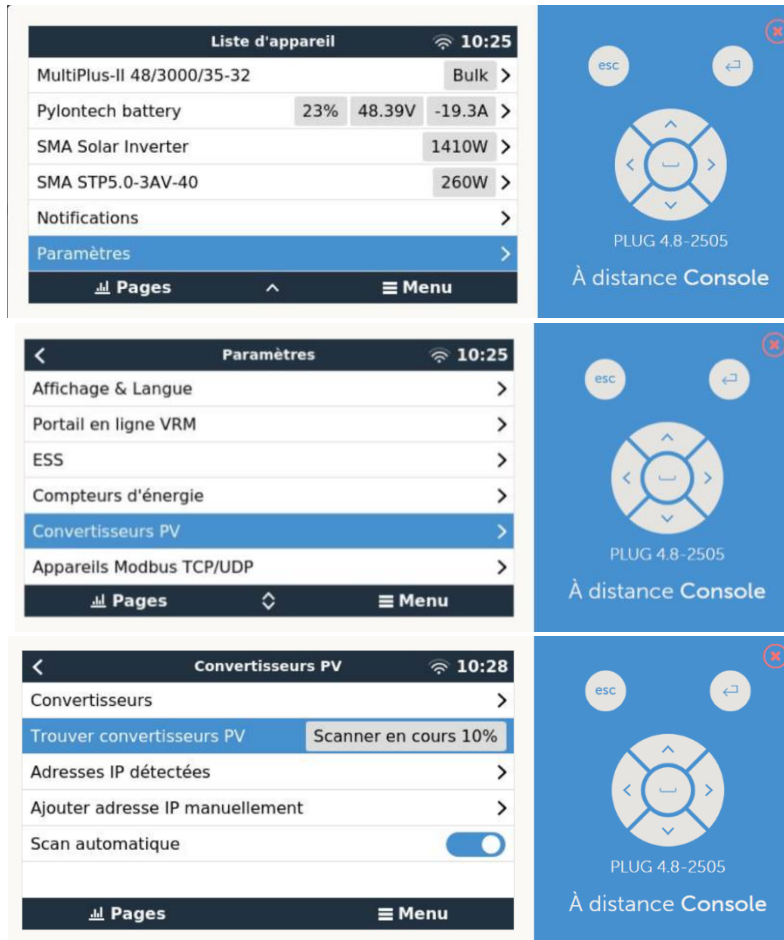 Liste d'appareil 10:25
MultiPlus-II 48/3000/35-32 Bulk
Pylontech battery 23% 48.39V -19.3A
SMA Solar Inverter 1410W
SMA STP5.0-3AV-40 260W
Notifications
Paramètres
Pages Menu
esc
PLUG 4.8-2505
À distance Console
Paramètres 10:25
Affichage & Langue
Portail en ligne VRM
ESS
Compteurs d'énergie
Convertisseurs PV
Appareils Modbus TCP/UDP
Pages Menu
esc
PLUG 4.8-2505
À distance Console
Convertisseurs PV 10:28
Convertisseurs
Trouver convertisseurs PV Scanner en cours 10%
Adresses IP détectées
Ajouter adresse IP manuellement
Scan automatique
Pages Menu
esc
PLUG 4.8-2505
À distance Console